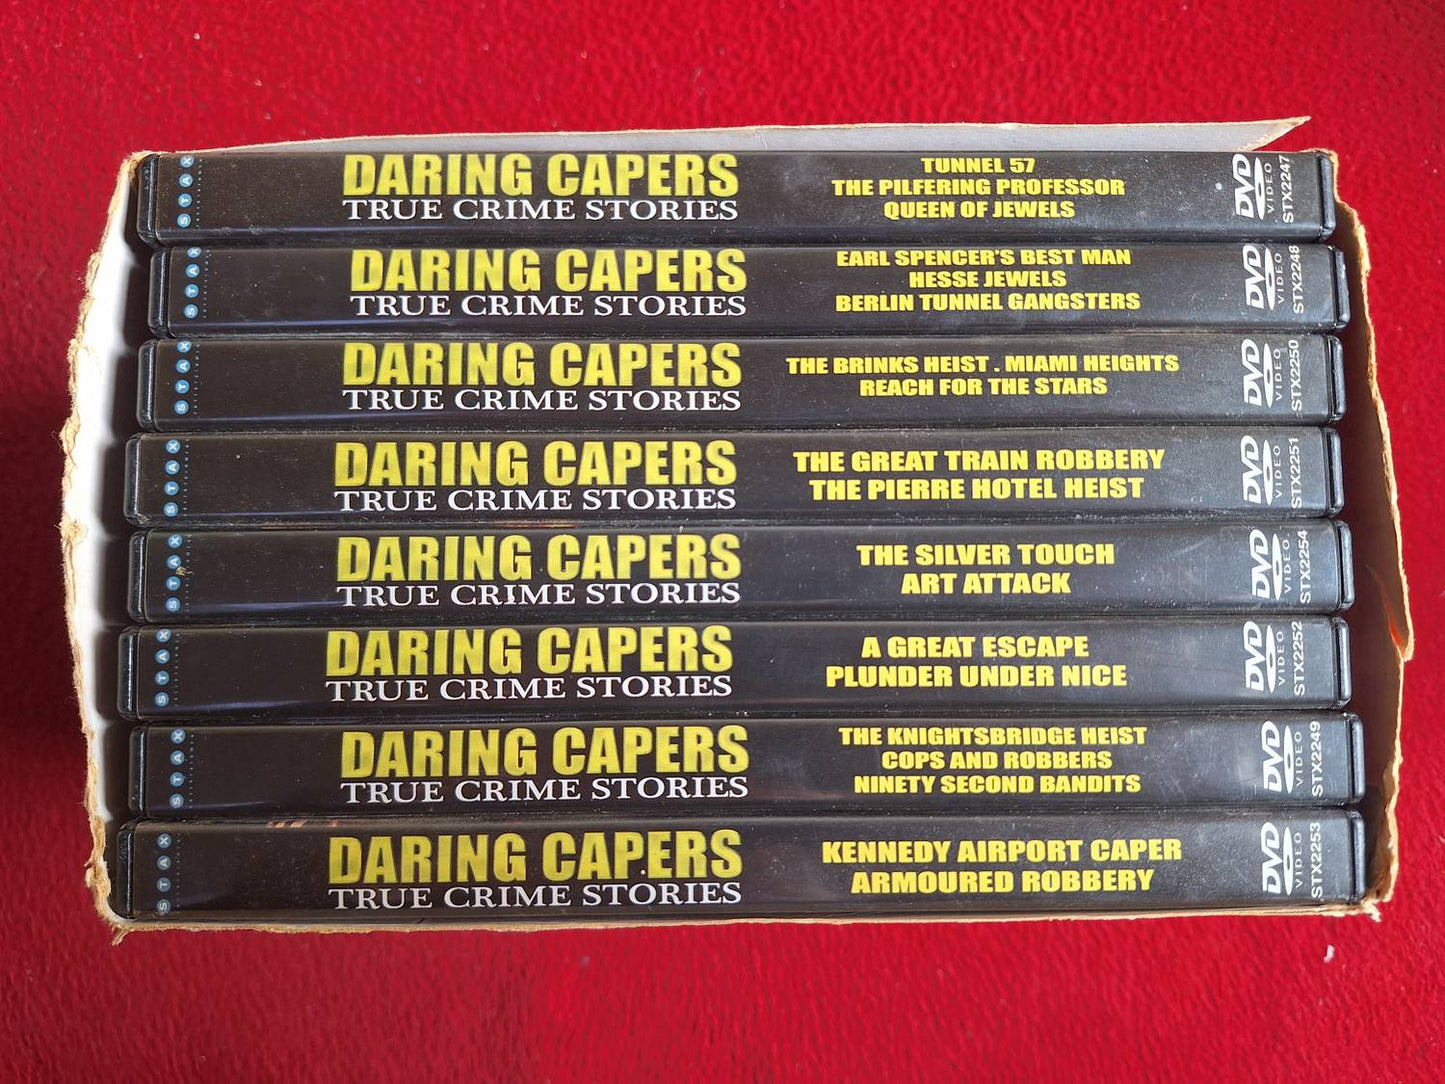 STAX
DARING CAPERS
TRUE CRIME STORIES
TUNNEL 57
THE PILFERING PROFESSOR
QUEEN OF JEWELS
DVD
VIDEO
STX2247
STAX
DARING CAPERS
TRUE CRIME STORIES
EARL SPENCER'S BEST MAN
HESSE JEWELS
BERLIN TUNNEL GANGSTERS
DVD
VIDEO
STX2248
STAX
DARING CAPERS
TRUE CRIME STORIES
THE BRINKS HEIST . MIAMI HEIGHTS
REACH FOR THE STARS
DVD
VIDEO
STX2250
STAX
DARING CAPERS
TRUE CRIME STORIES
THE GREAT TRAIN ROBBERY
THE PIERRE HOTEL HEIST
DVD
VIDEO
STX2251
STAX
DARING CAPERS
TRUE CRIME STORIES
THE SILVER TOUCH
ART ATTACK
DVD
VIDEO
STX2254
STAX
DARING CAPERS
TRUE CRIME STORIES
A GREAT ESCAPE
PLUNDER UNDER NICE
DVD
VIDEO
STX2252
STAX
DARING CAPERS
TRUE CRIME STORIES
THE KNIGHTSBRIDGE HEIST
COPS AND ROBBERS
NINETY SECOND BANDITS
DVD
VIDEO
STX2249
STAX
DARING CAPERS
TRUE CRIME STORIES
KENNEDY AIRPORT CAPER
ARMOURED ROBBERY
DVD
VIDEO
STX2253